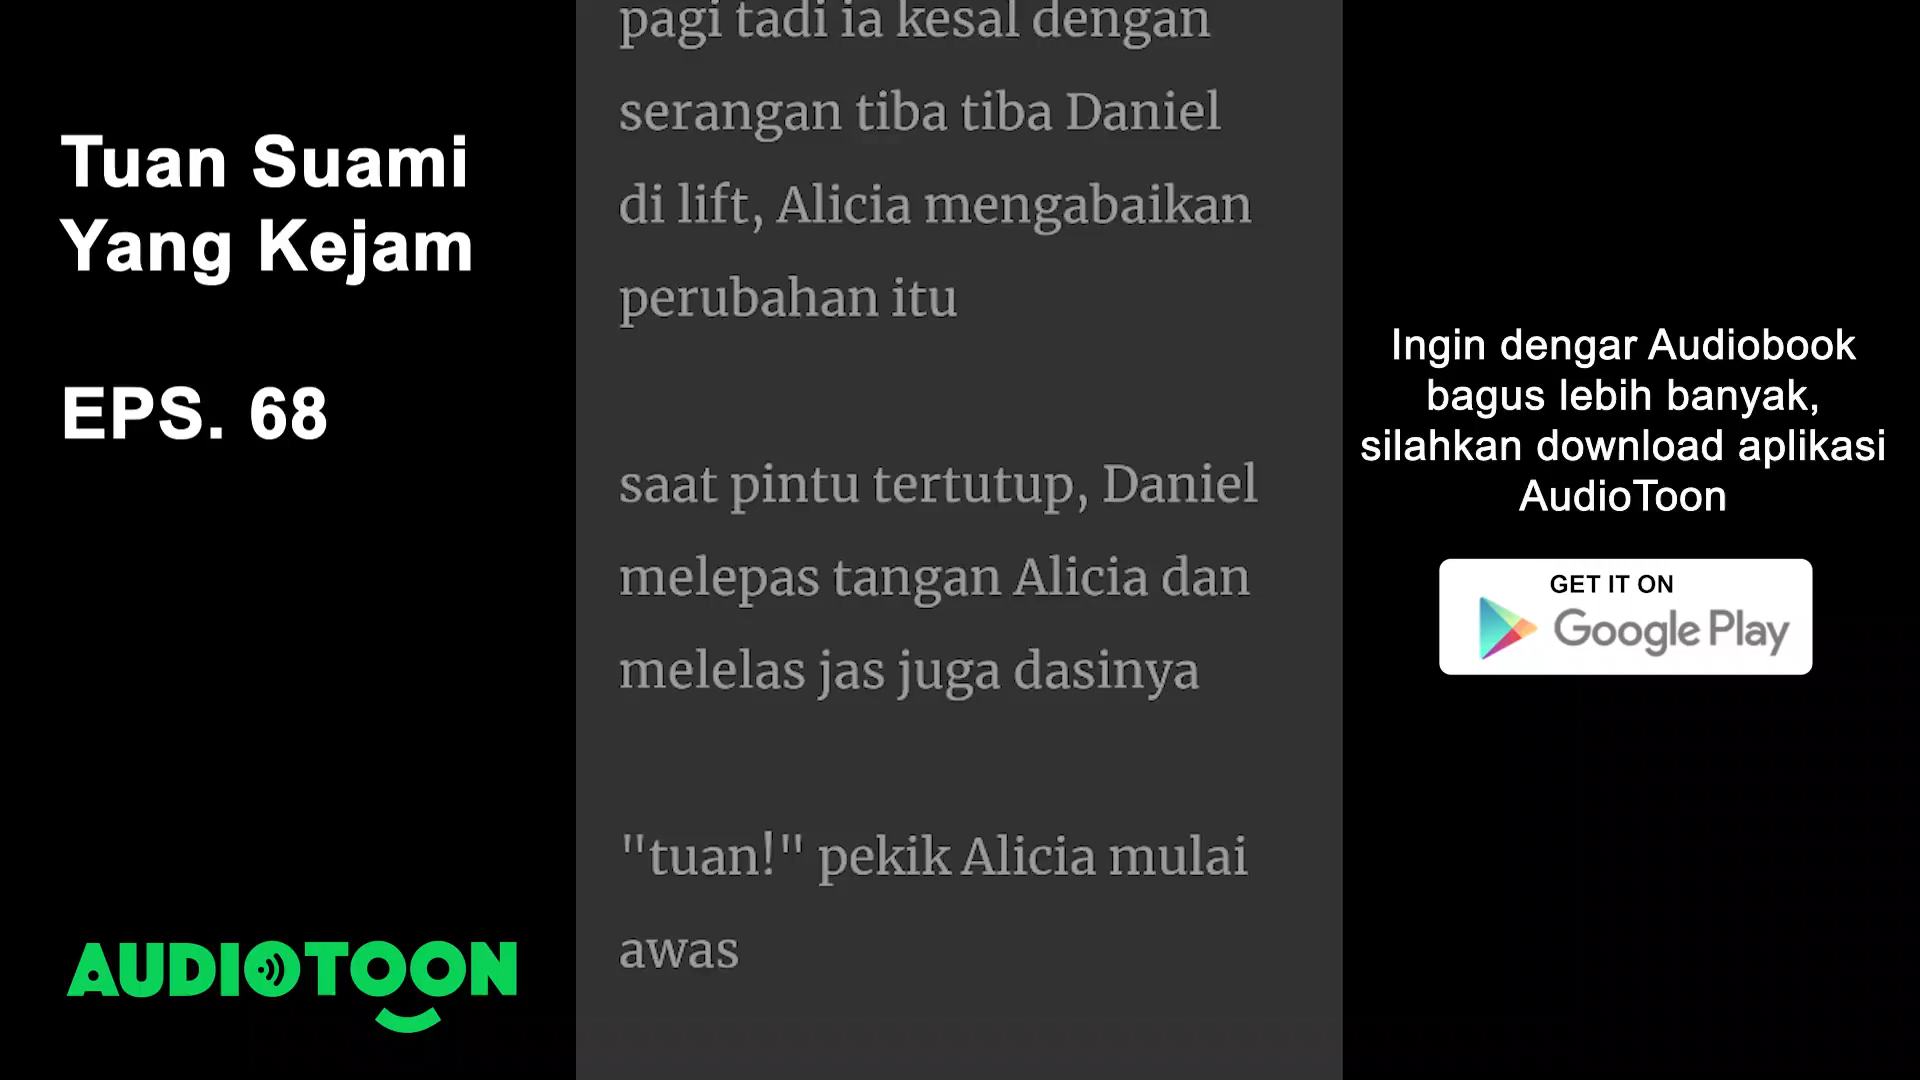 Tuan Suami
Yang Kejam
EPS. 68
AUDIOTOON
pagi tadi ia kesal dengan
serangan tiba tiba Daniel
di lift, Alicia mengabaikan
perubahan itu
saat pintu tertutup, Daniel
melepas tangan Alicia dan
melelas jas juga dasinya
"tuan!" pekik Alicia mulai
awas
Ingin dengar Audiobook
bagus lebih banyak,
silahkan download aplikasi
AudioToon
GET IT ON
Google Play